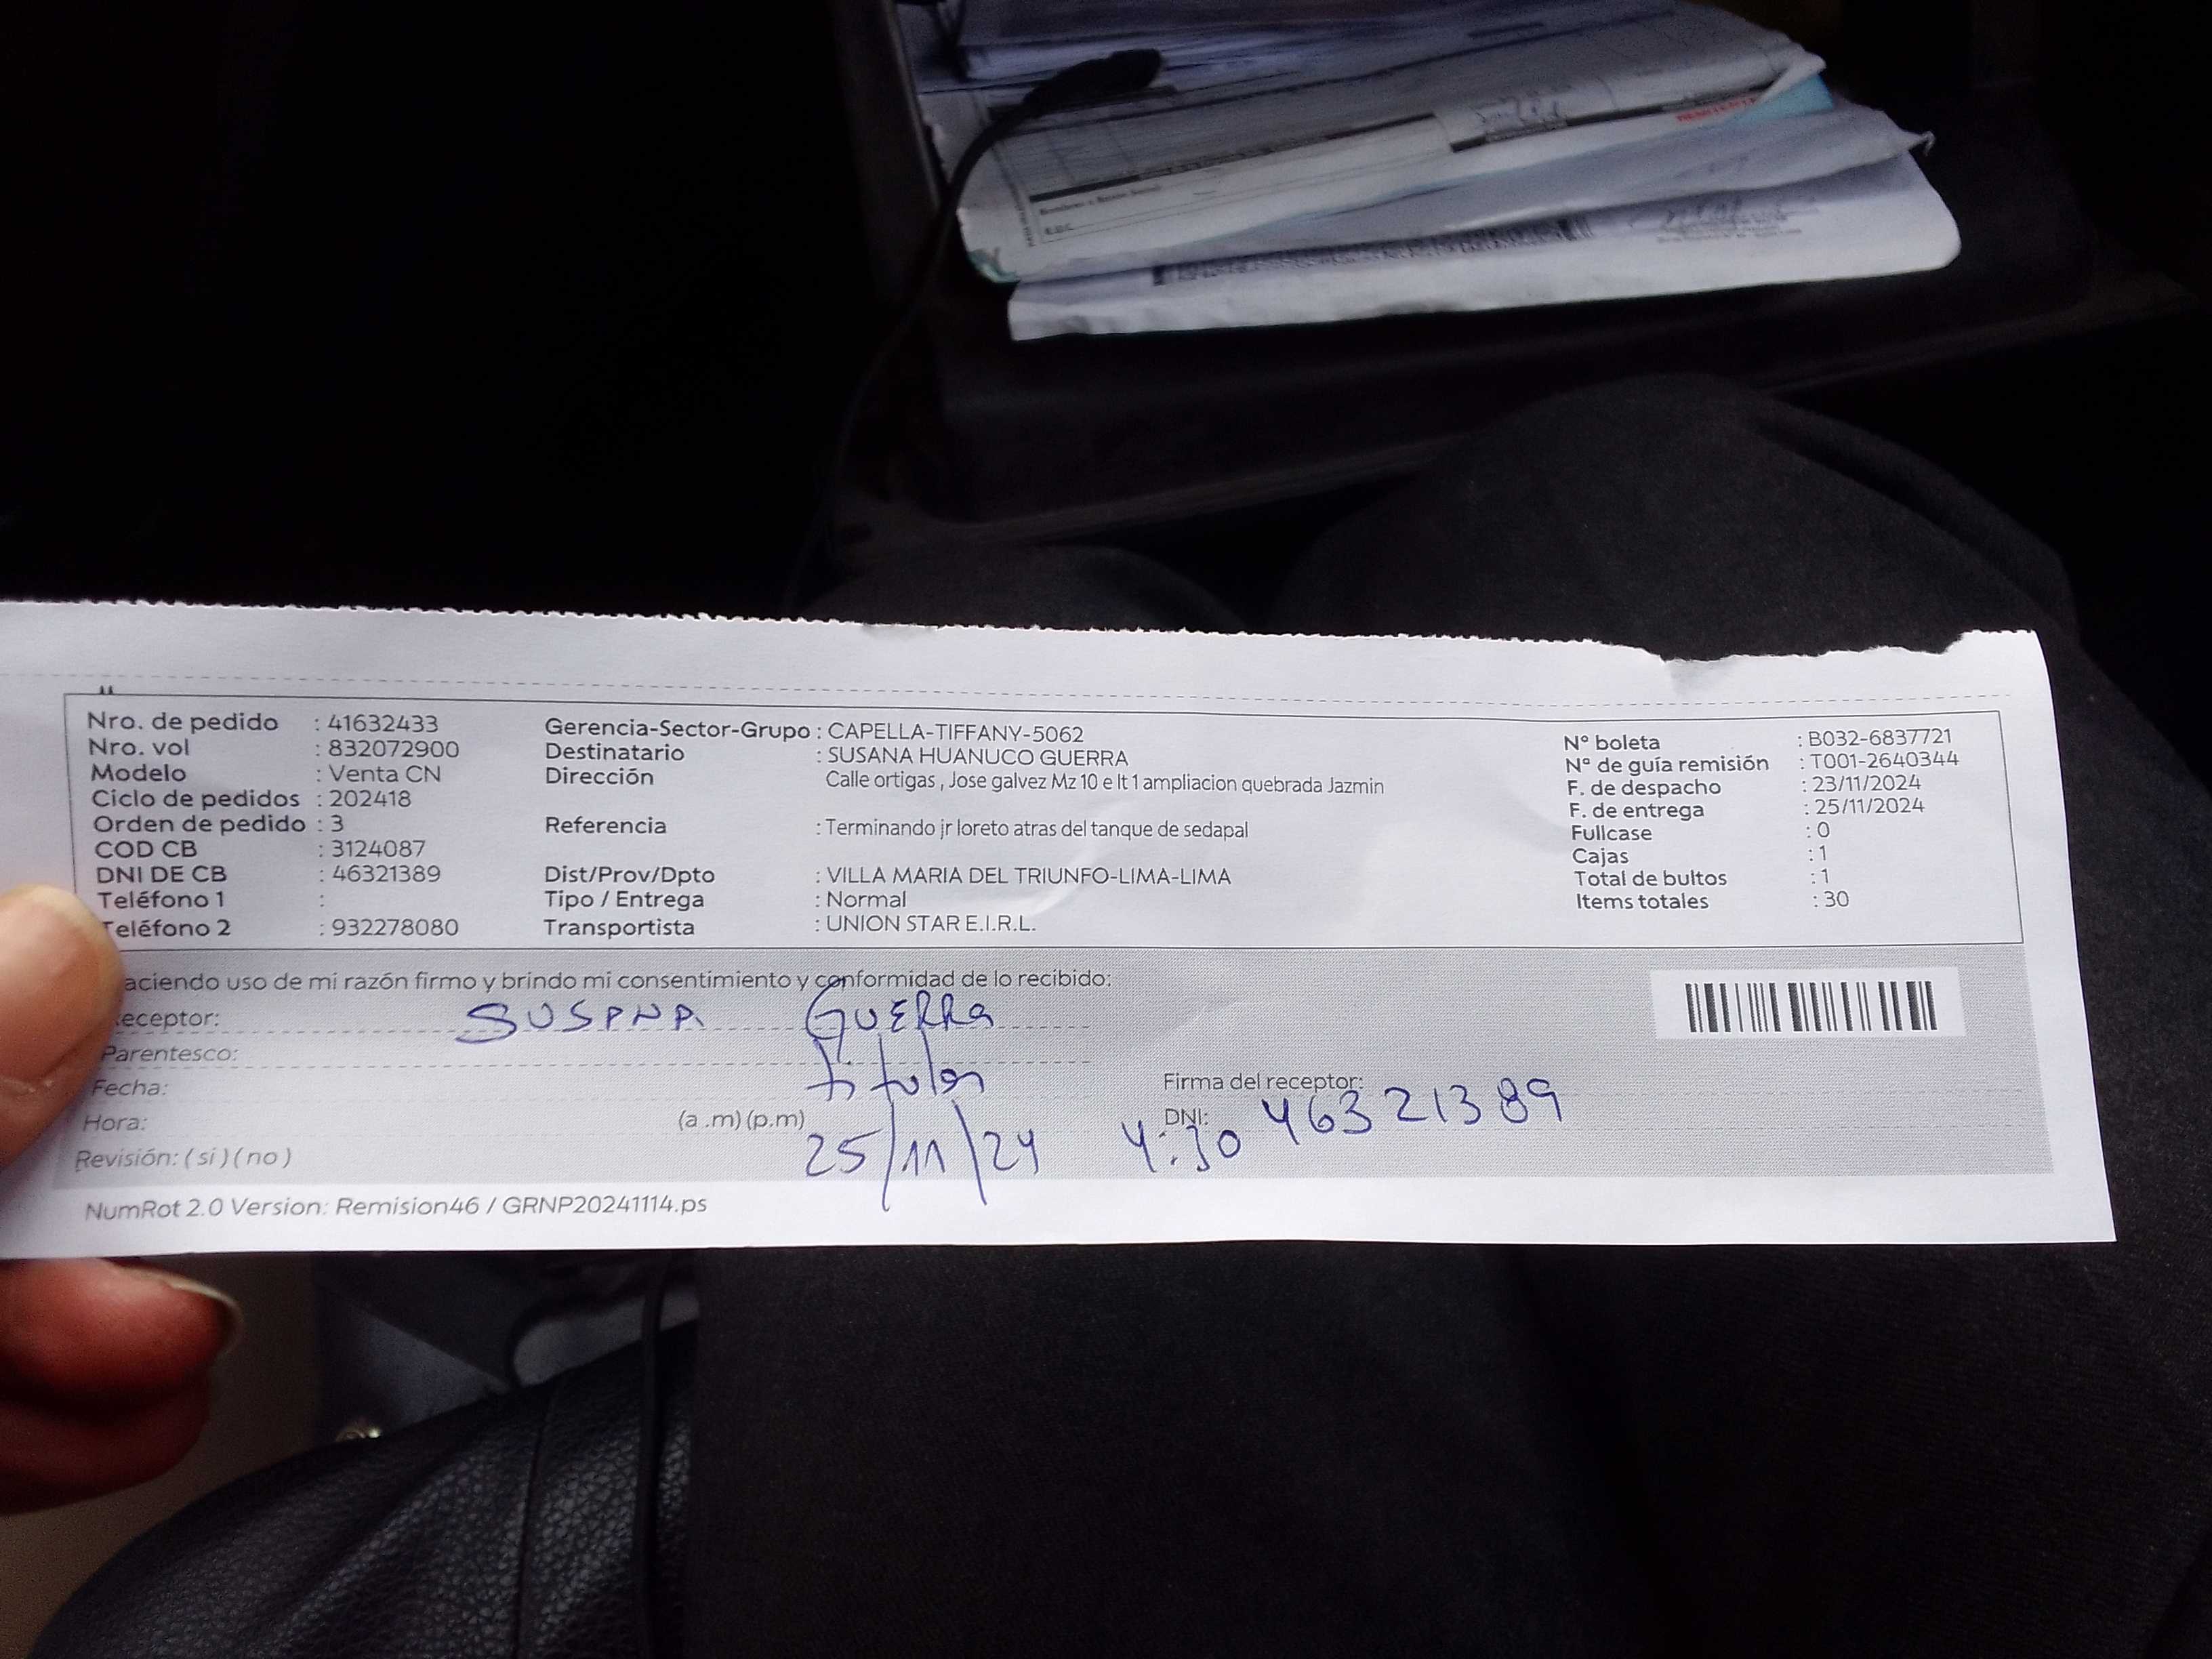 Nro. de pedido : 41632433
Nro. vol : 832072900
Modelo : Venta CN
Ciclo de pedidos : 202418
Orden de pedido : 3
COD CB : 3124087
DNI DE CB : 46321389
Teléfono 1 :
Teléfono 2 : 932278080
Gerencia-Sector-Grupo : CAPELLA-TIFFANY-5062
Destinatario : SUSANA HUANUCO GUERRA
Dirección Calle ortigas , Jose galvez Mz 10 e lt 1 ampliacion quebrada Jazmin
Referencia : Terminando jr loreto atras del tanque de sedapal
Dist/Prov/Dpto : VILLA MARIA DEL TRIUNFO-LIMA-LIMA
Tipo / Entrega : Normal
Transportista : UNION STAR E.I.R.L.
N° boleta : B032-6837721
N° de guía remisión : T001-2640344
F. de despacho : 23/11/2024
F. de entrega : 25/11/2024
Fullcase : 0
Cajas : 1
Total de bultos : 1
Items totales : 30
aciendo uso de mi razón firmo y brindo mi consentimiento y conformidad de lo recibido:
eceptor: SUSANA GUERRA
Parentesco: titular
Fecha:
Firma del receptor:
Hora: (a .m) (p.m)
DNI: 46321389
25/11/24 4:30
Revisión: ( si ) ( no )
NumRot 2.0 Version: Remision46 / GRNP20241114.ps